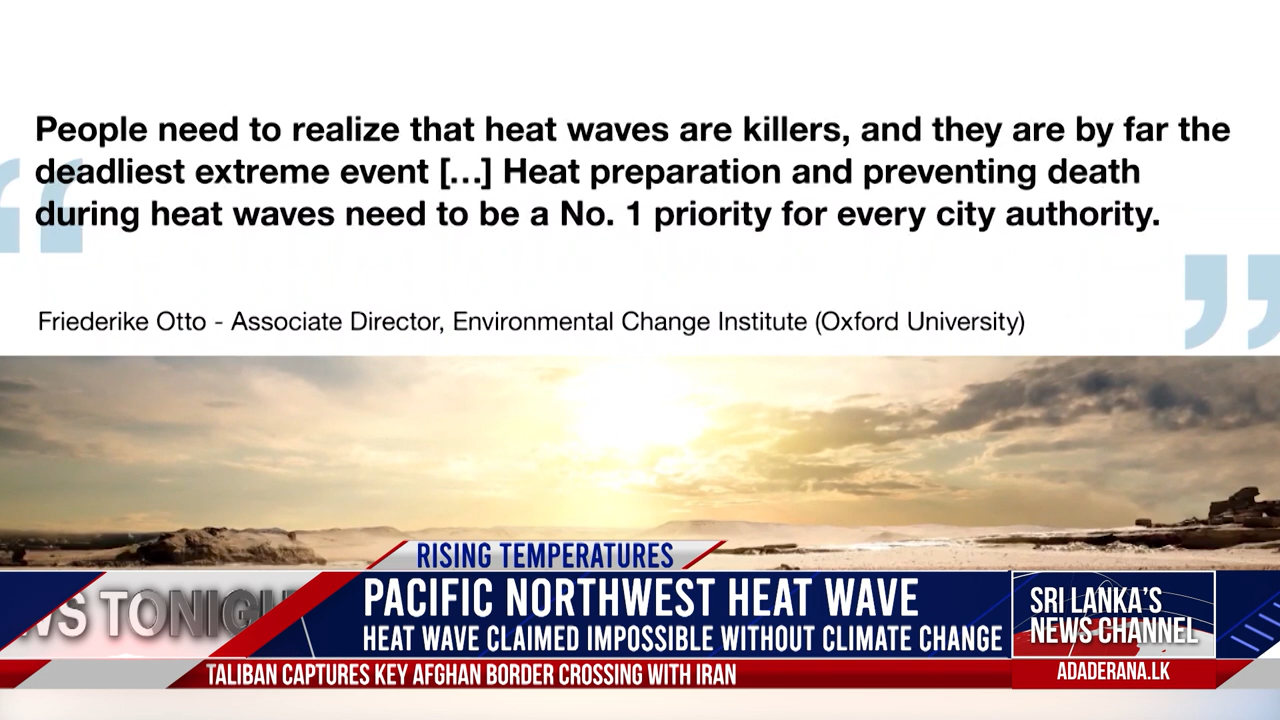 People need to realize that heat waves are killers, and they are by far the
deadliest extreme event [...] Heat preparation and preventing death
during heat waves need to be a No. 1 priority for every city authority.
Friederike Otto - Associate Director, Environmental Change Institute (Oxford University)
RISING TEMPERATURES
PACIFIC NORTHWEST HEAT WAVE
HEAT WAVE CLAIMED IMPOSSIBLE WITHOUT CLIMATE CHANGE
SRI LANKA'S
NEWS CHANNEL
TALIBAN CAPTURES KEY AFGHAN BORDER CROSSING WITH IRAN
ADADERANA.LK